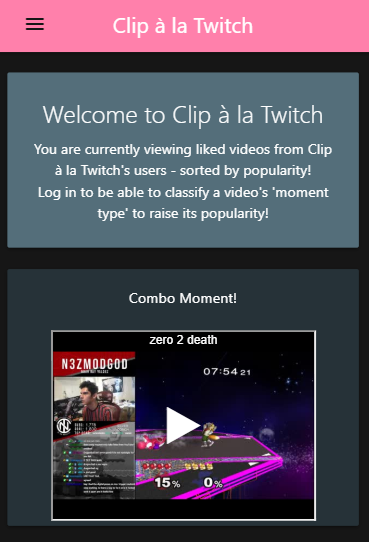 Clip à la Twitch
Welcome to Clip à la Twitch
You are currently viewing liked videos from Clip
à la Twitch's users - sorted by popularity!
Log in to be able to classify a video's 'moment
type' to raise its popularity!
Combo Moment!
zero 2 death
N3ZMODGOD
07:54 21
15% 0%